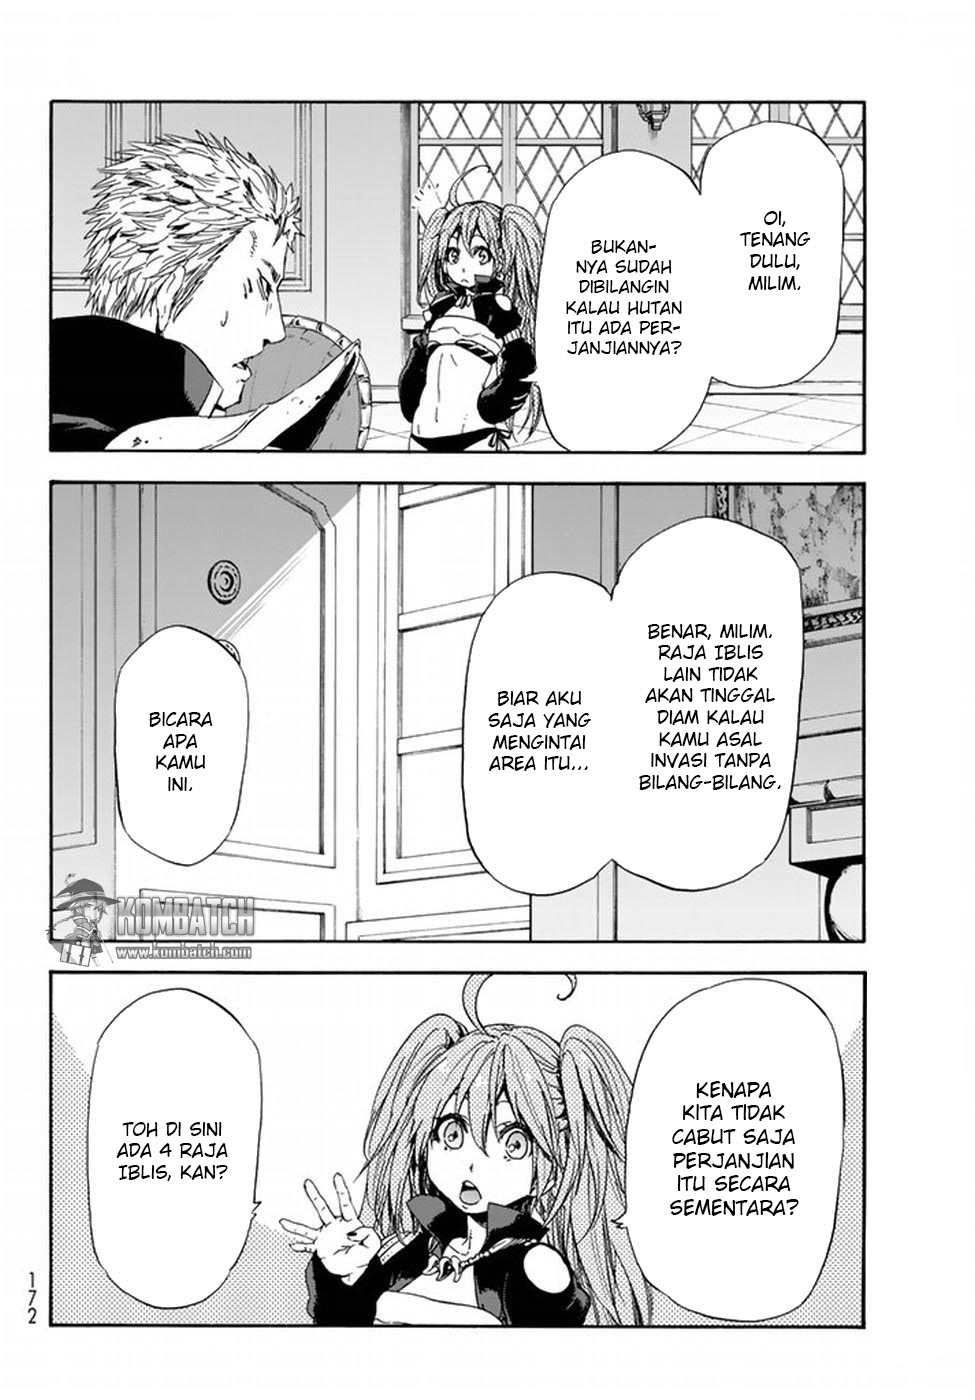 OI,
TENANG
DULU,
MILIM.
BUKAN-
NYA SUDAH
DIBILANGIN
KALAU HUTAN
ITU ADA PER-
JANJIANNYA?
BENAR, MILIM.
RAJA IBLIS
LAIN TIDAK
AKAN TINGGAL
DIAM KALAU
KAMU ASAL
INVASI TANPA
BILANG-BILANG.
BIAR AKU
SAJA YANG
MENGINTAI
AREA ITU...
BICARA
APA
KAMU
INI.
KOMBATCH
www.kombatch.com
KENAPA
KITA TIDAK
CABUT SAJA
PERJANJIAN
ITU SECARA
SEMENTARA?
TOH DI SINI
ADA 4 RAJA
IBLIS, KAN?
172